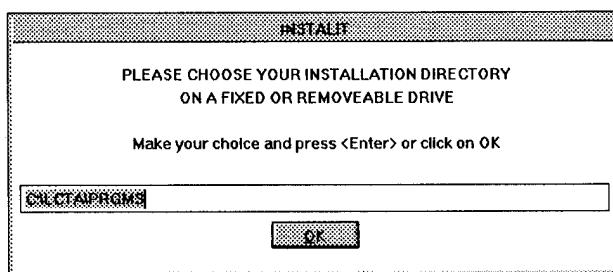 INSTALIT
PLEASE CHOOSE YOUR INSTALLATION DIRECTORY
ON A FIXED OR REMOVEABLE DRIVE
Make your choice and press <Enter> or click on OK
C:\LCTA\PRGMS
OK